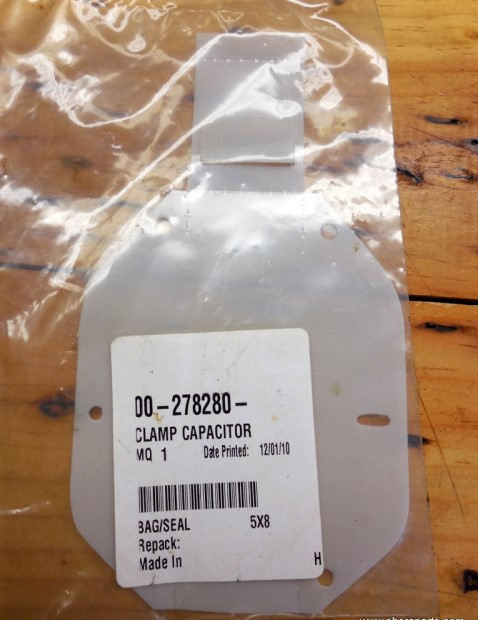 00-278280-
CLAMP CAPACITOR
MQ 1 Date Printed: 12/01/10
BAG/SEAL 5X8
Repack:
Made In H